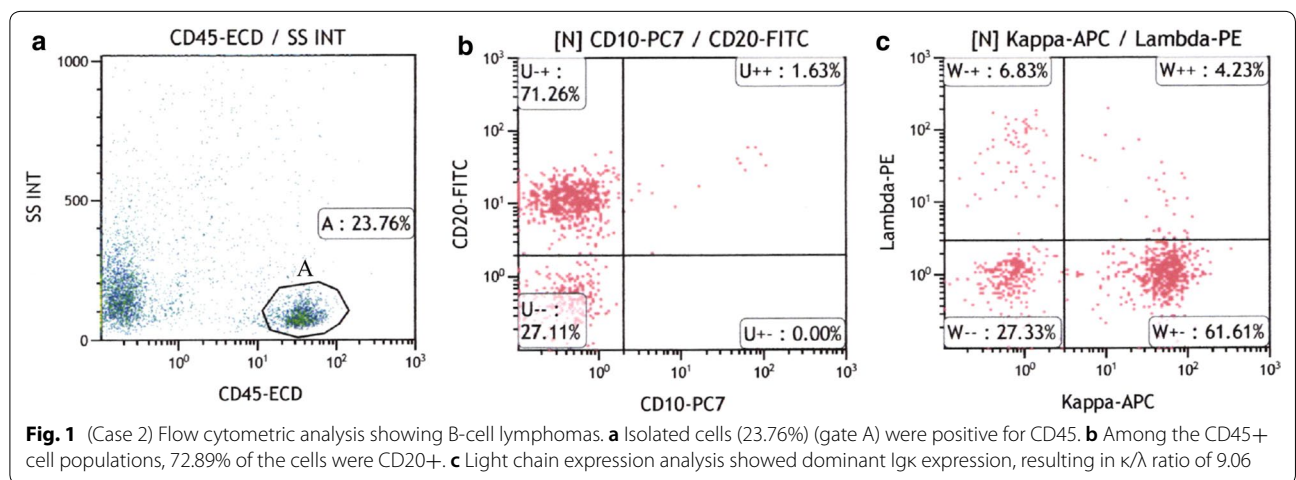 a
CD45-ECD / SS INT
1000
500
0
SS INT
A : 23.76%
A
10⁰
10¹
10²
10³
CD45-ECD
b
[N] CD10-PC7 / CD20-FITC
10³
10²
10¹
10⁰
CD20-FITC
U-+ :
71.26%
U++ : 1.63%
U-- :
27.11%
U+- : 0.00%
10⁰
10¹
10²
10³
CD10-PC7
c
[N] Kappa-APC / Lambda-PE
10³
10²
10¹
10⁰
Lambda-PE
W-+ : 6.83%
W++ : 4.23%
W-- : 27.33%
W+- : 61.61%
10⁰
10¹
10²
10³
Kappa-APC
Fig. 1 (Case 2) Flow cytometric analysis showing B-cell lymphomas. a Isolated cells (23.76%) (gate A) were positive for CD45. b Among the CD45+
cell populations, 72.89% of the cells were CD20+. c Light chain expression analysis showed dominant Igκ expression, resulting in κ/λ ratio of 9.06